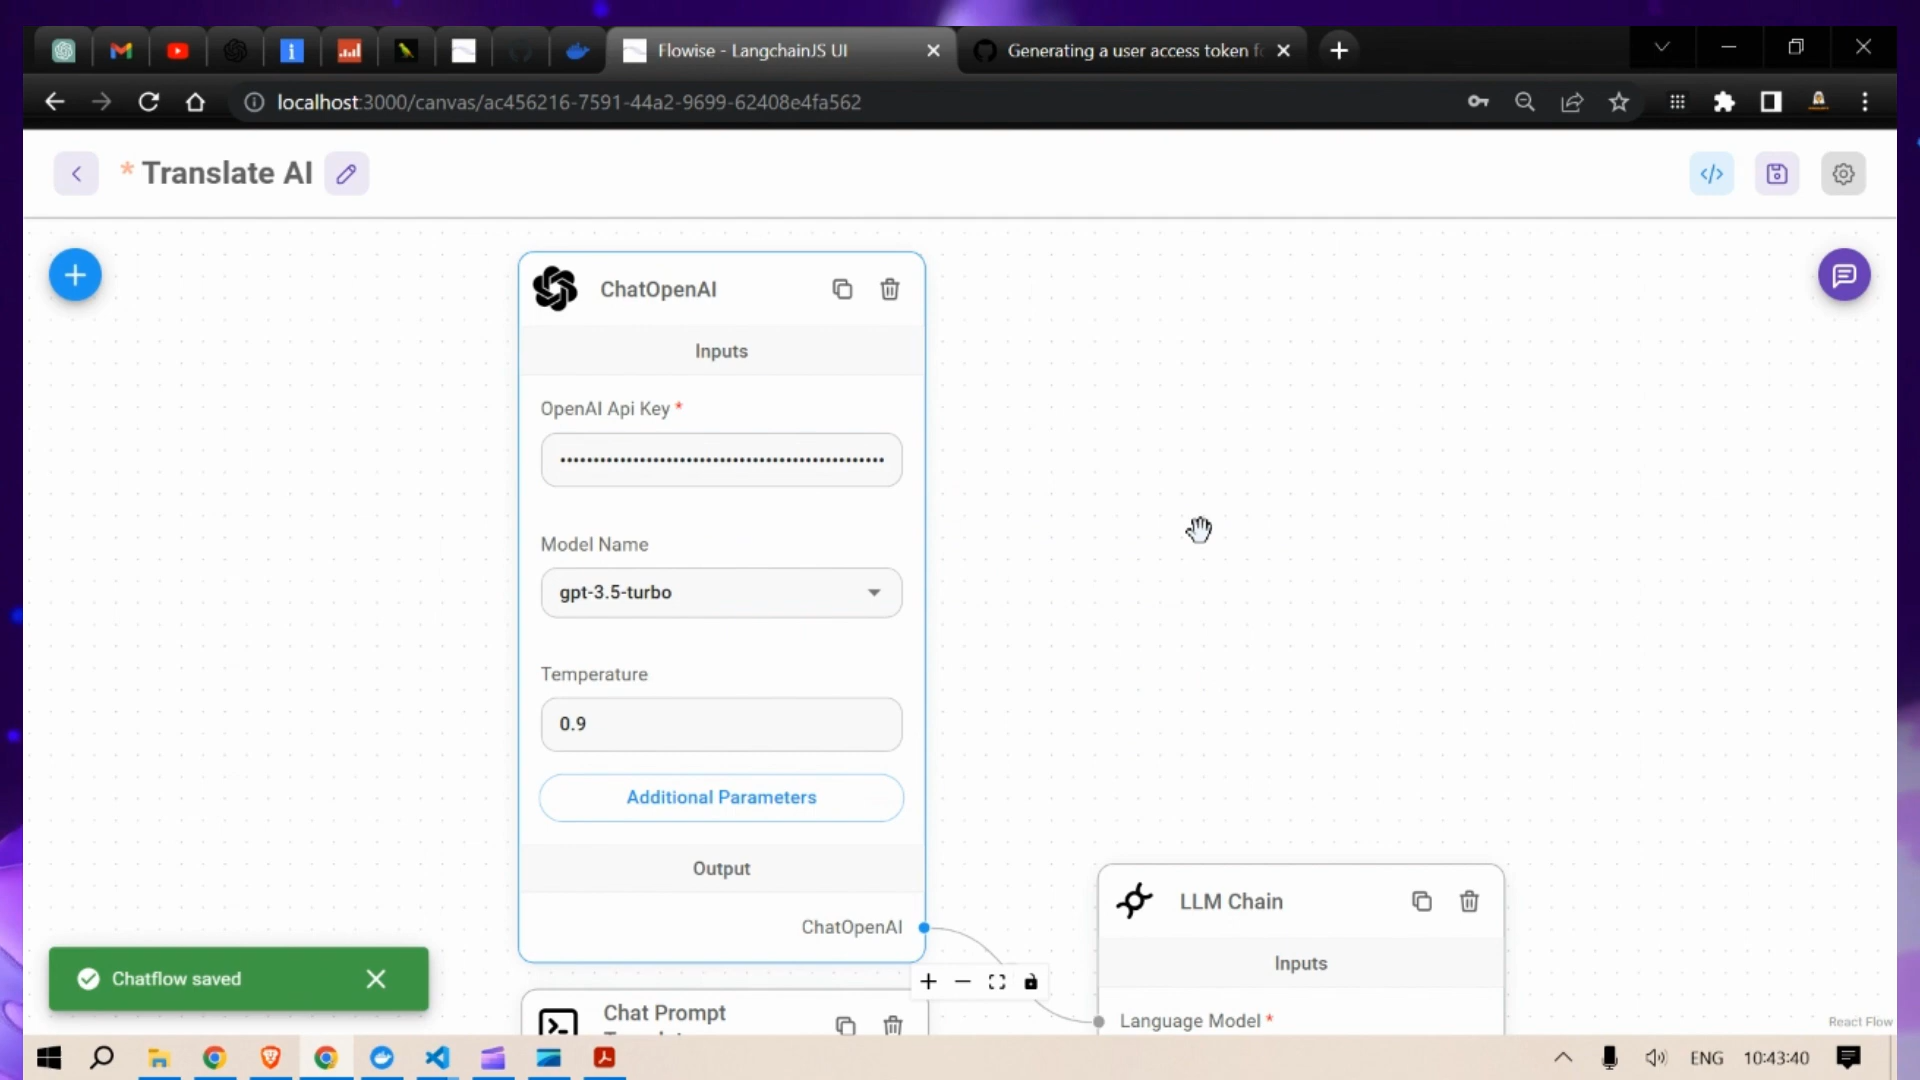 Flowise - LangchainJS UI
Generating a user access token fo
localhost:3000/canvas/ac456216-7591-44a2-9699-62408e4fa562
* Translate AI
ChatOpenAI
Inputs
OpenAI Api Key *
Model Name
gpt-3.5-turbo
Temperature
0.9
Additional Parameters
Output
ChatOpenAI
LLM Chain
Inputs
Language Model *
Chatflow saved
Chat Prompt
React Flow
ENG
10:43:40